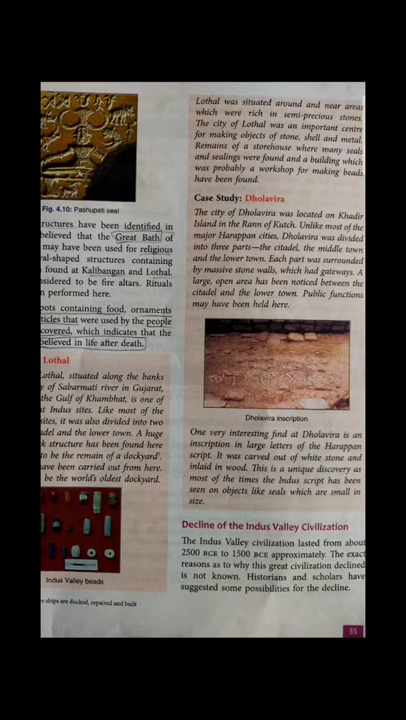 Fig. 4.10: Pashupati seal
ructures have been identified in
believed that the Great Bath of
may have been used for religious
val-shaped structures containing
found at Kalibangan and Lothal.
nsidered to be fire altars. Rituals
n performed here.
pots containing food, ornaments
ticles that were used by the people
covered, which indicates that the
believed in life after death.
Lothal
Lothal, situated along the banks
y of Sabarmati river in Gujarat,
the Gulf of Khambhat, is one of
at Indus sites. Like most of the
sites, it was also divided into two
adel and the lower town. A huge
k structure has been found here
to be the remain of a dockyard*.
have been carried out from here.
be the world's oldest dockyard.
Indus Valley beads
e ships are docked, repaired and built
Lothal was situated around and near areas
which were rich in semi-precious stones.
The city of Lothal was an important centre
for making objects of stone, shell and metal.
Remains of a storehouse where many seals
and sealings were found and a building which
was probably a workshop for making beads
have been found.
Case Study: Dholavira
The city of Dholavira was located on Khadir
Island in the Rann of Kutch. Unlike most of the
major Harappan cities, Dholavira was divided
into three parts—the citadel, the middle town
and the lower town. Each part was surrounded
by massive stone walls, which had gateways. A
large, open area has been noticed between the
citadel and the lower town. Public functions
may have been held here.
Dholavira inscription
One very interesting find at Dholavira is an
inscription in large letters of the Harappan
script. It was carved out of white stone and
inlaid in wood. This is a unique discovery as
most of the times the Indus script has been
seen on objects like seals which are small in
size.
Decline of the Indus Valley Civilization
The Indus Valley civilization lasted from about
2500 BCE to 1500 BCE approximately. The exact
reasons as to why this great civilization declined
is not known. Historians and scholars have
suggested some possibilities for the decline.
35